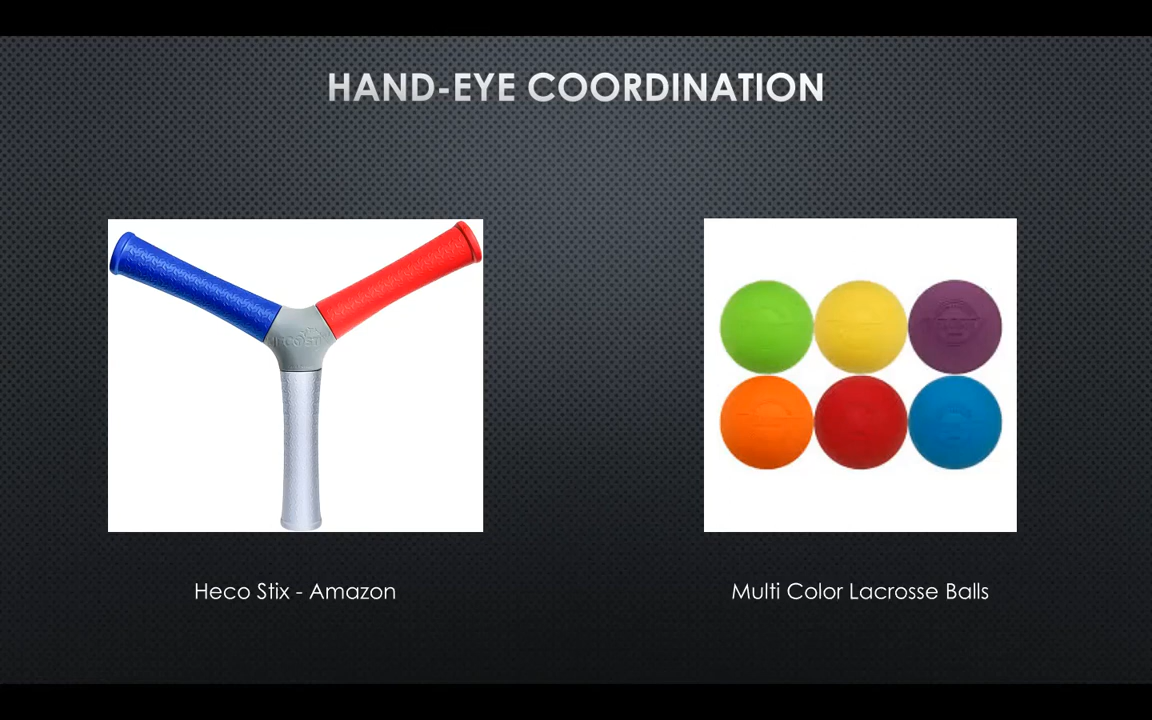 HAND-EYE COORDINATION
Heco Stix - Amazon
Multi Color Lacrosse Balls